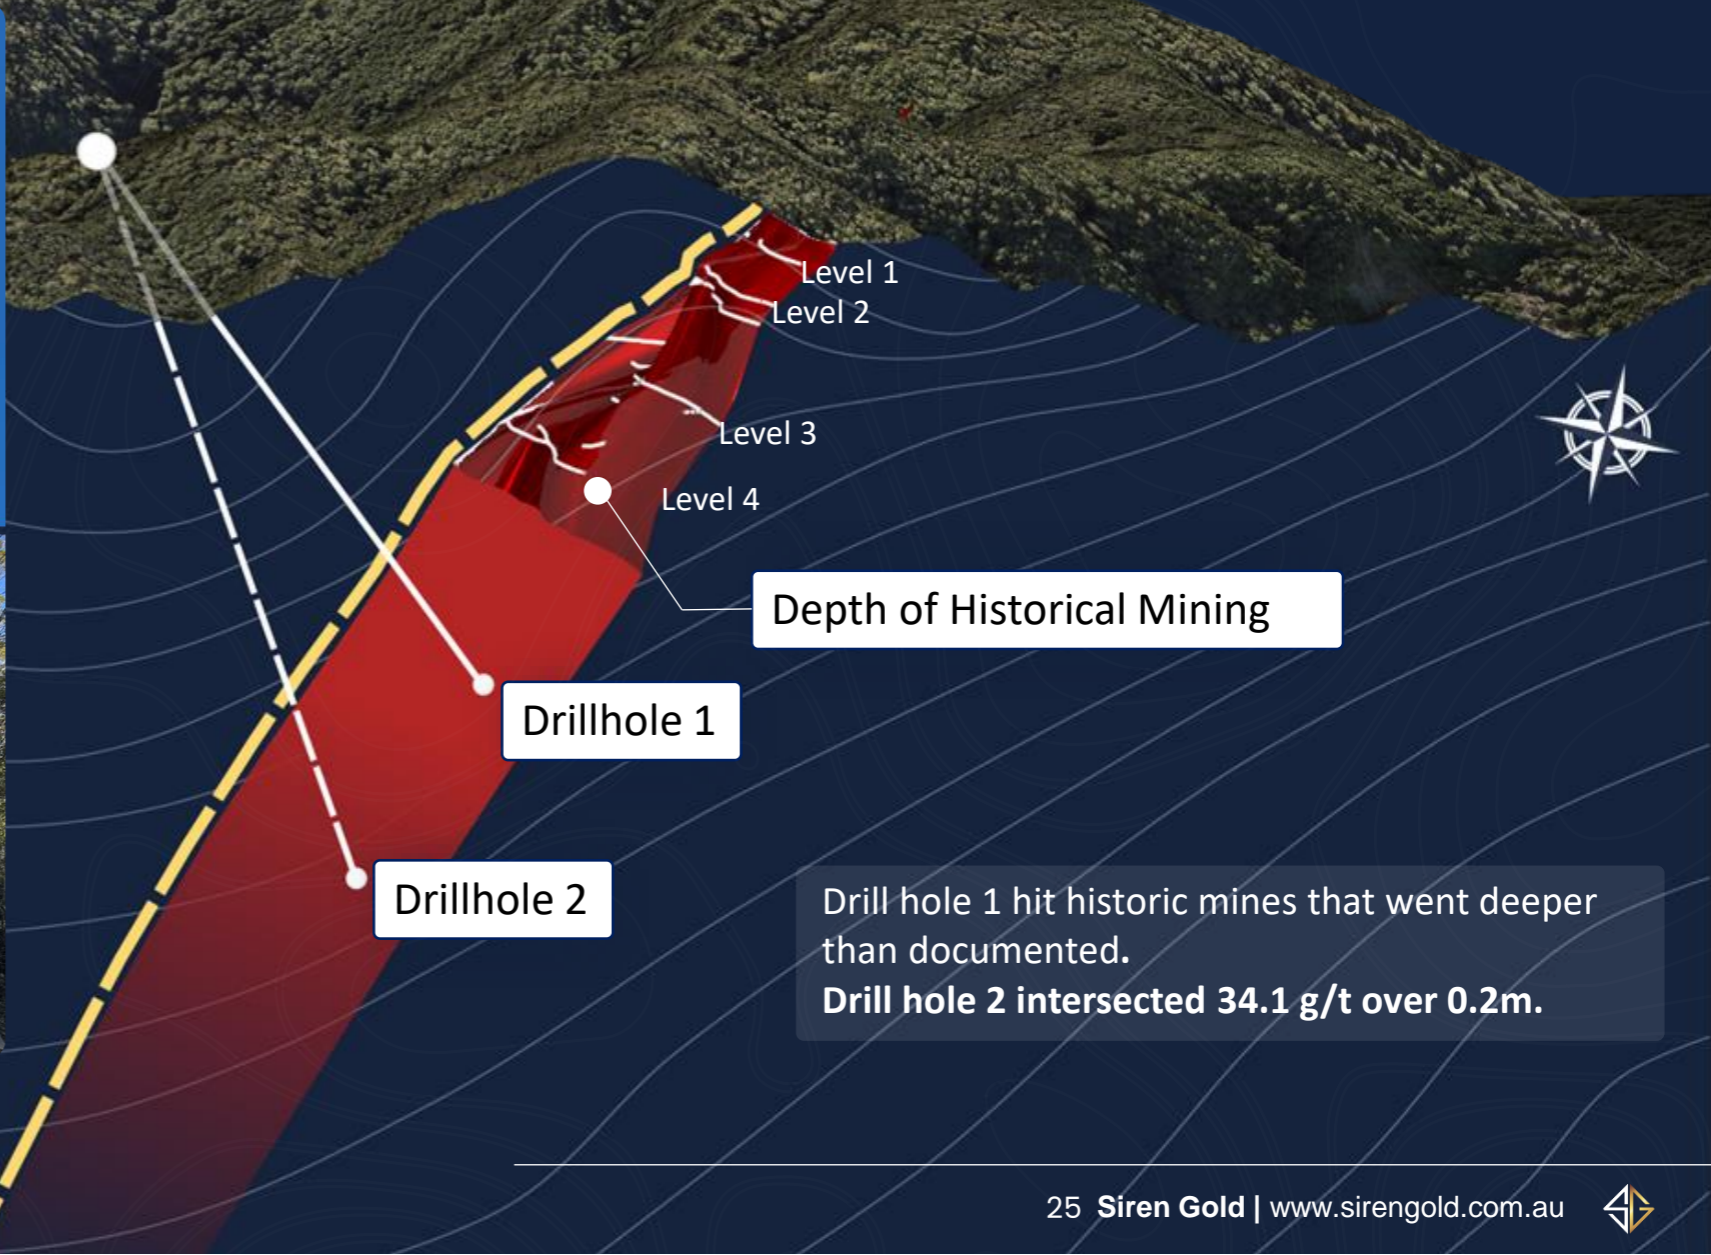 Level 1
Level 2
Level 3
Level 4
Depth of Historical Mining
Drillhole 1
Drillhole 2
Drill hole 1 hit historic mines that went deeper
than documented.
Drill hole 2 intersected 34.1 g/t over 0.2m.
25 Siren Gold | www.sirengold.com.au